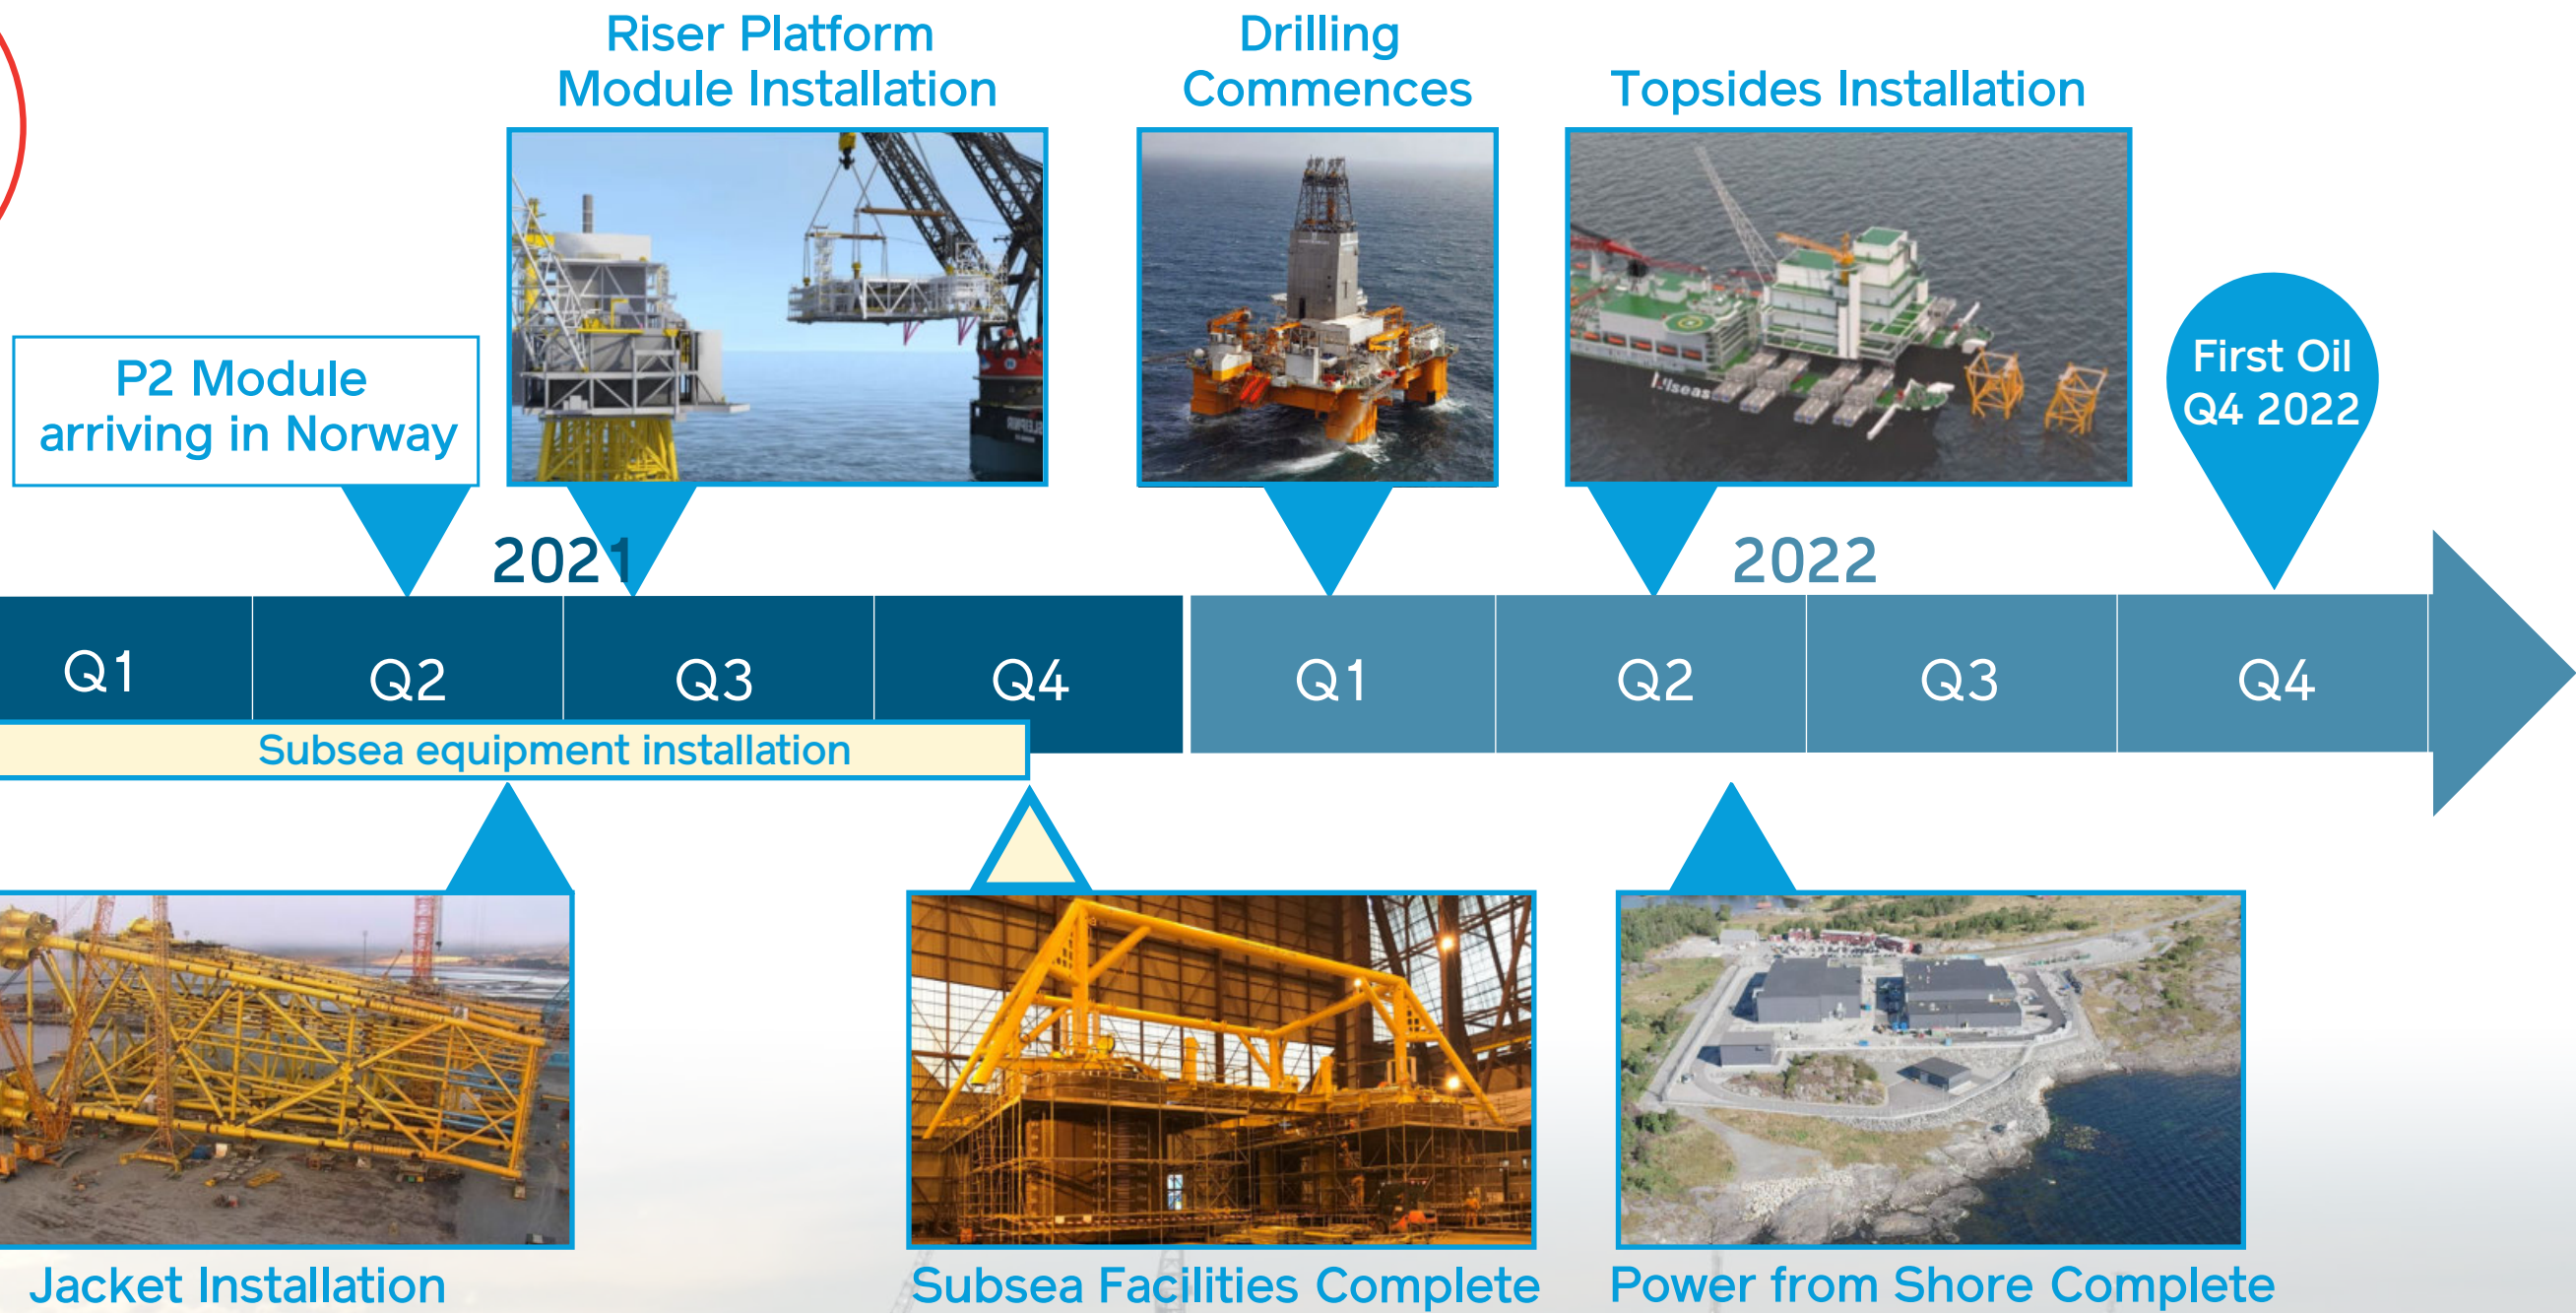 Riser Platform
Module Installation
Drilling
Commences
Topsides Installation
P2 Module
arriving in Norway
First Oil
Q4 2022
2021
2022
Q1
Q2
Q3
Q4
Q1
Q2
Q3
Q4
Subsea equipment installation
Jacket Installation
Subsea Facilities Complete
Power from Shore Complete